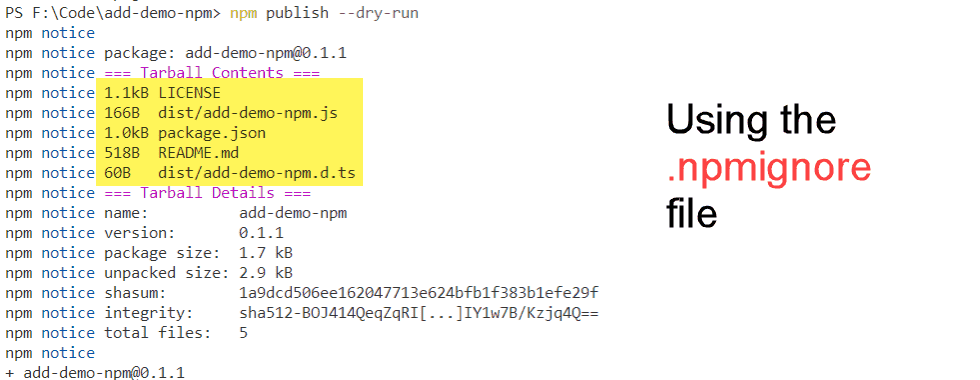 PS F:\Code\add-demo-npm> npm publish --dry-run
npm notice
npm notice package: add-demo-npm@0.1.1
npm notice === Tarball Contents ===
npm notice 1.1kB LICENSE
npm notice 166B  dist/add-demo-npm.js
npm notice 1.0kB package.json
npm notice 518B  README.md
npm notice 60B   dist/add-demo-npm.d.ts
npm notice === Tarball Details ===
npm notice name:          add-demo-npm
npm notice version:       0.1.1
npm notice package size:  1.7 kB
npm notice unpacked size: 2.9 kB
npm notice shasum:        1a9dcd506ee162047713e624bfb1f383b1efe29f
npm notice integrity:     sha512-BOJ414QeqZqRI[...]IY1w7B/Kzjq4Q==
npm notice total files:   5
npm notice
+ add-demo-npm@0.1.1
Using the
.npmignore
file